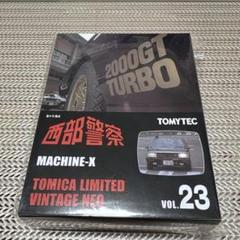 2000GT
TURBO
西部警察
TOMYTEC
MACHINE-X
TOMICA LIMITED
VINTAGE NEO
VOL.23